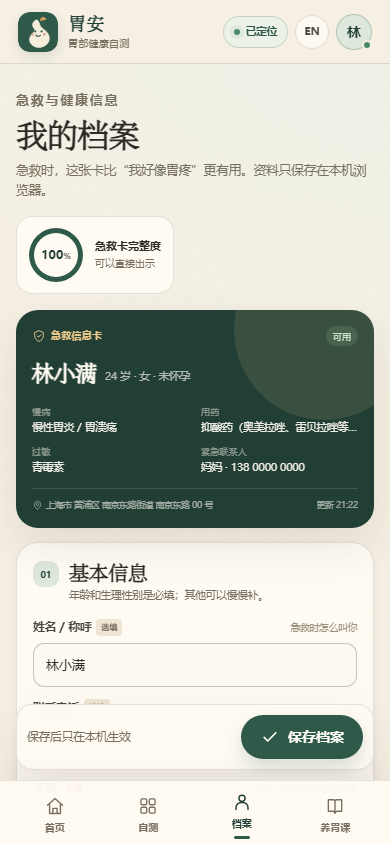 胃安
胃部健康自测
已定位
EN
林
急救与健康信息
我的档案
急救时，这张卡比“我好像胃疼”更有用。资料只保存在本机浏
览器。
100%
急救卡完整度
可以直接出示
急救信息卡
可用
林小满 24 岁 · 女 · 未怀孕
慢病
用药
慢性胃炎 / 胃溃疡
抑酸药（奥美拉唑、雷贝拉唑等...
过敏
紧急联系人
青霉素
妈妈 · 138 0000 0000
上海市 黄浦区 南京东路街道 南京东路 00 号
更新 21:22
01 基本信息
年龄和生理性别是必填；其他可以慢慢补。
姓名 / 称呼 选填
急救时怎么叫你
林小满
保存后只在本机生效
保存档案
首页
自测
档案
养胃课